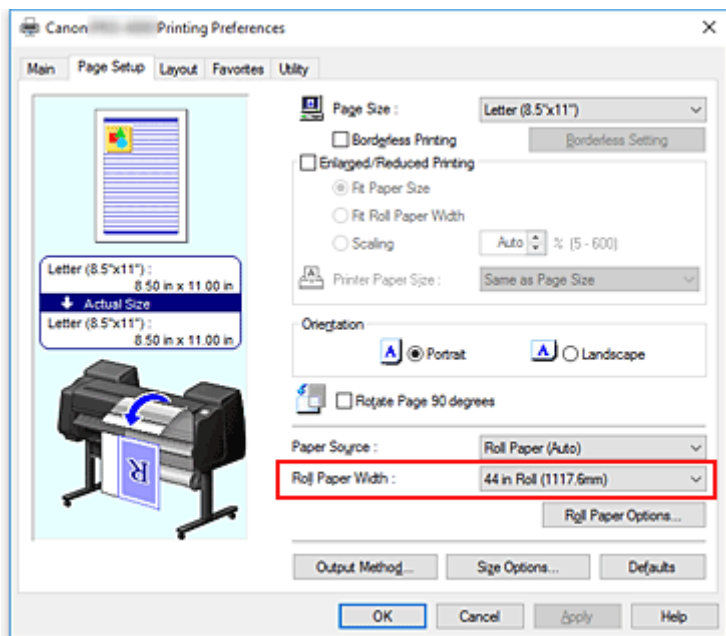 Canon Printing Preferences
Main Page Setup Layout Favorites Utility
Page Size : Letter (8.5"x11")
Borderless Printing Borderless Setting
Enlarged/Reduced Printing
Fit Paper Size
Fit Roll Paper Width
Scaling Auto % (5 - 600)
Printer Paper Size : Same as Page Size
Letter (8.5"x11") :
8.50 in x 11.00 in
Actual Size
Letter (8.5"x11") :
8.50 in x 11.00 in
Orientation
A Portrait A Landscape
Rotate Page 90 degrees
R
Paper Source : Roll Paper (Auto)
Roll Paper Width : 44 in Roll (1117.6mm)
Roll Paper Options...
Output Method... Size Options... Defaults
OK Cancel Apply Help